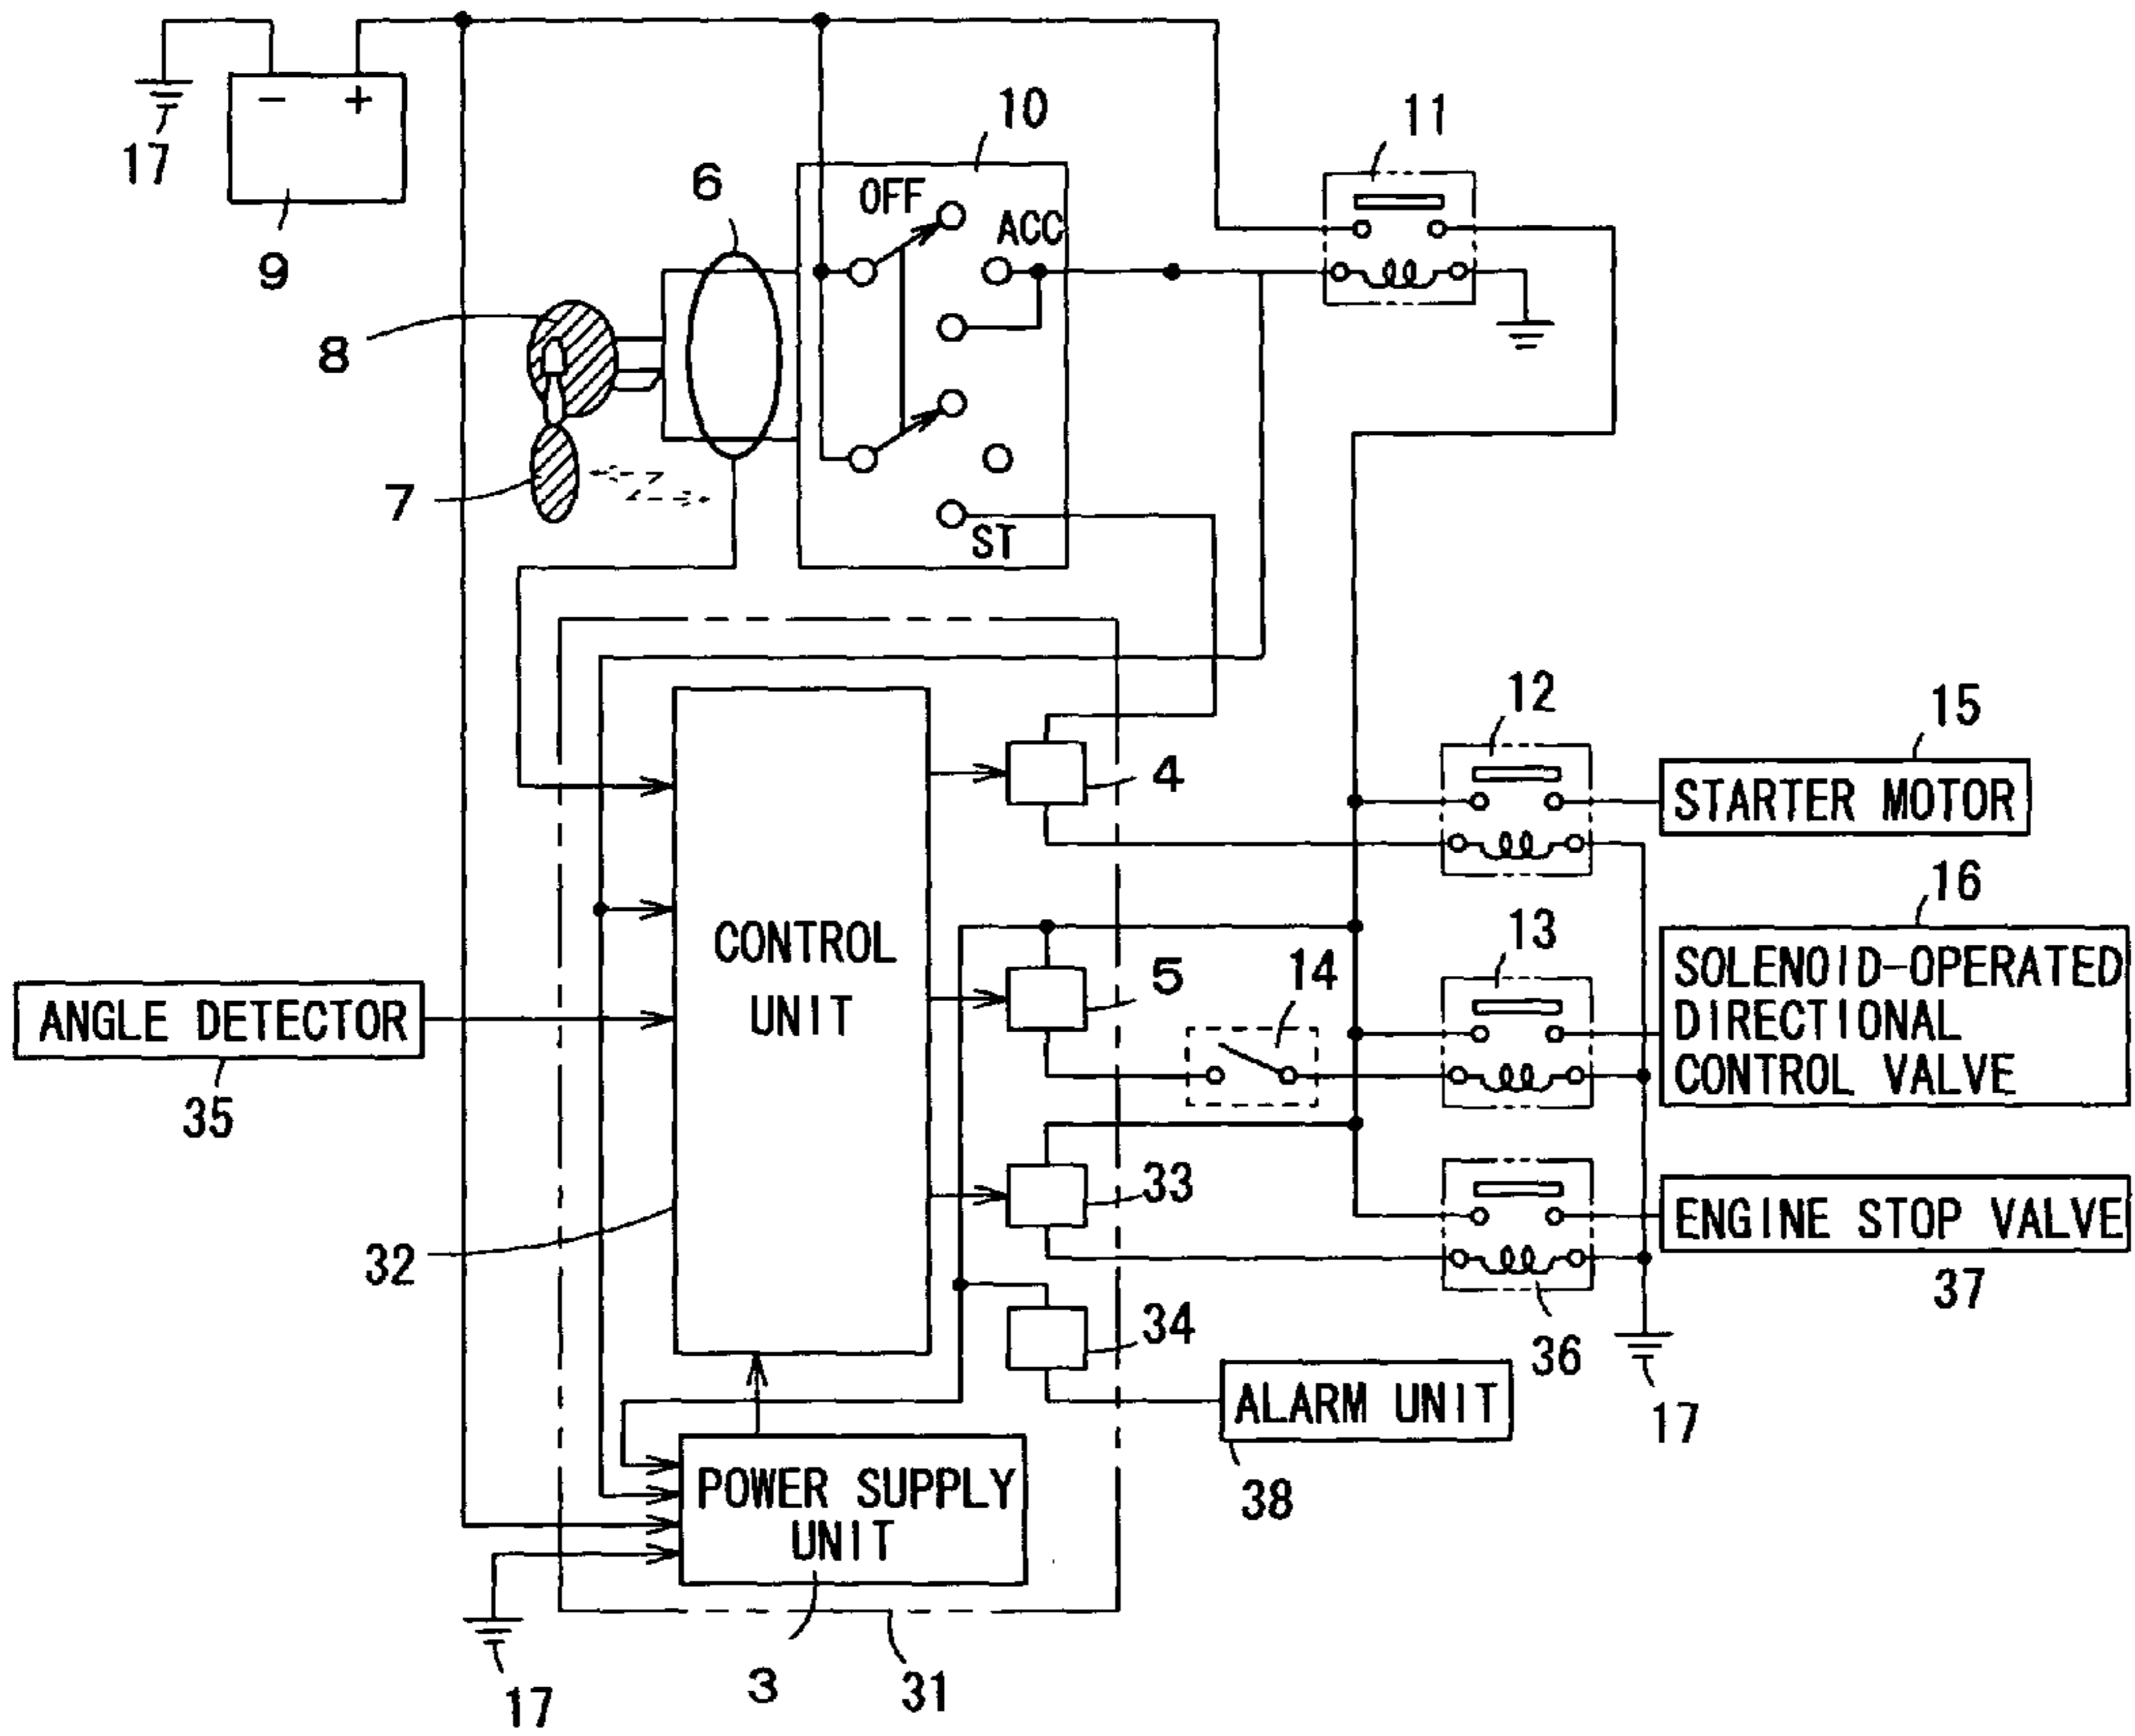 − +
17
9
10
OFF
ACC
ST
6
8
7
11
12
15
STARTER MOTOR
4
16
SOLENOID-OPERATED
DIRECTIONAL
CONTROL VALVE
13
5
14
CONTROL
UNIT
ANGLE DETECTOR
35
33
ENGINE STOP VALVE
37
32
34
36
ALARM UNIT
38
17
POWER SUPPLY
UNIT
3
31
17